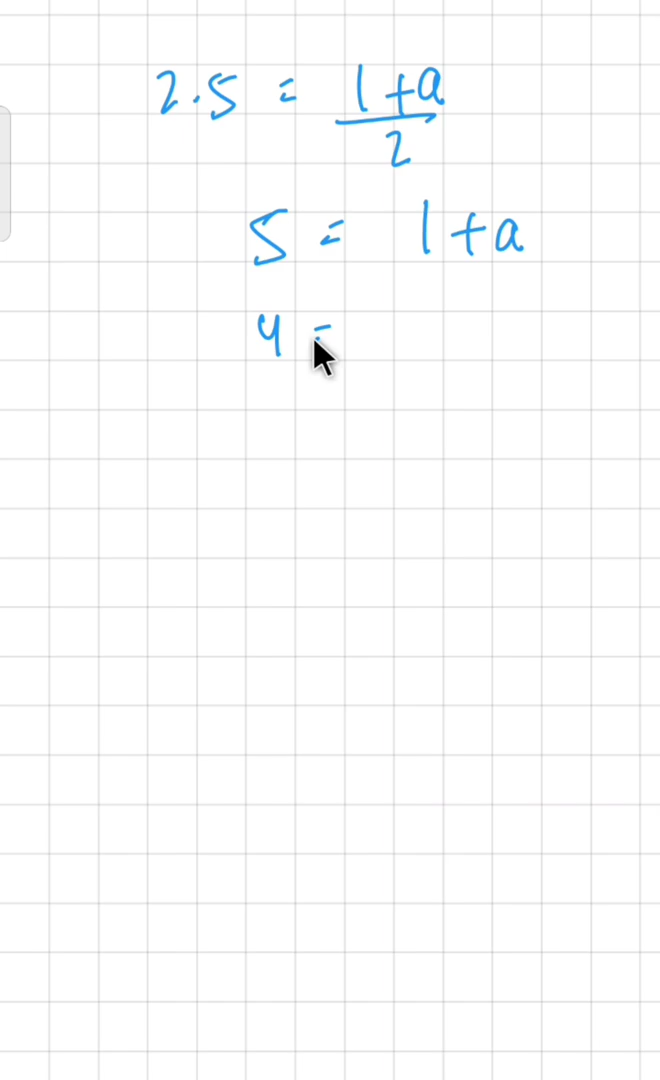 2.5 = 1+a
2
5 = 1+a
4 =